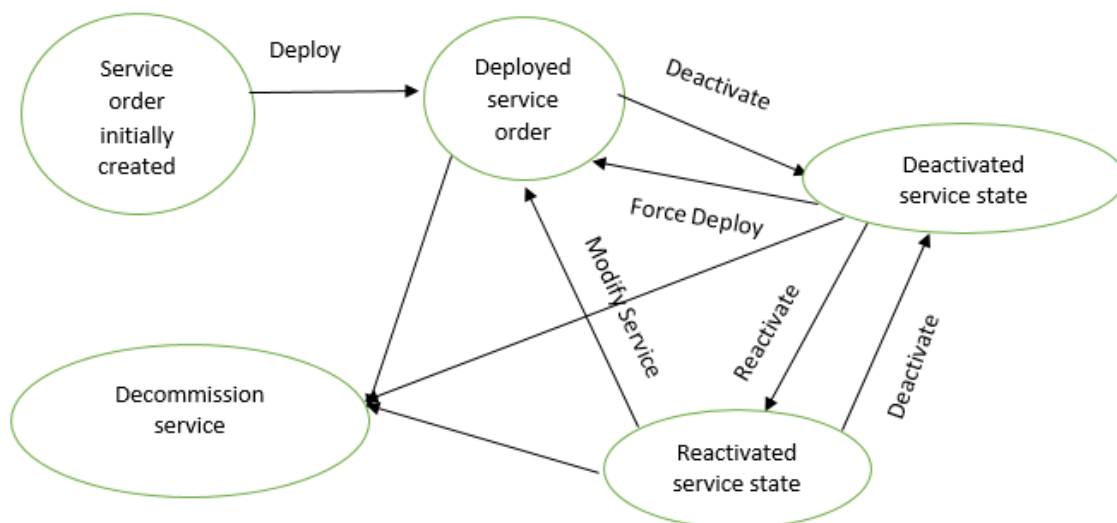 Service
order
initially
created
Deploy
Deployed
service
order
Deactivate
Deactivated
service state
Force Deploy
Modify Service
Reactivate
Deactivate
Decommission
service
Reactivated
service state